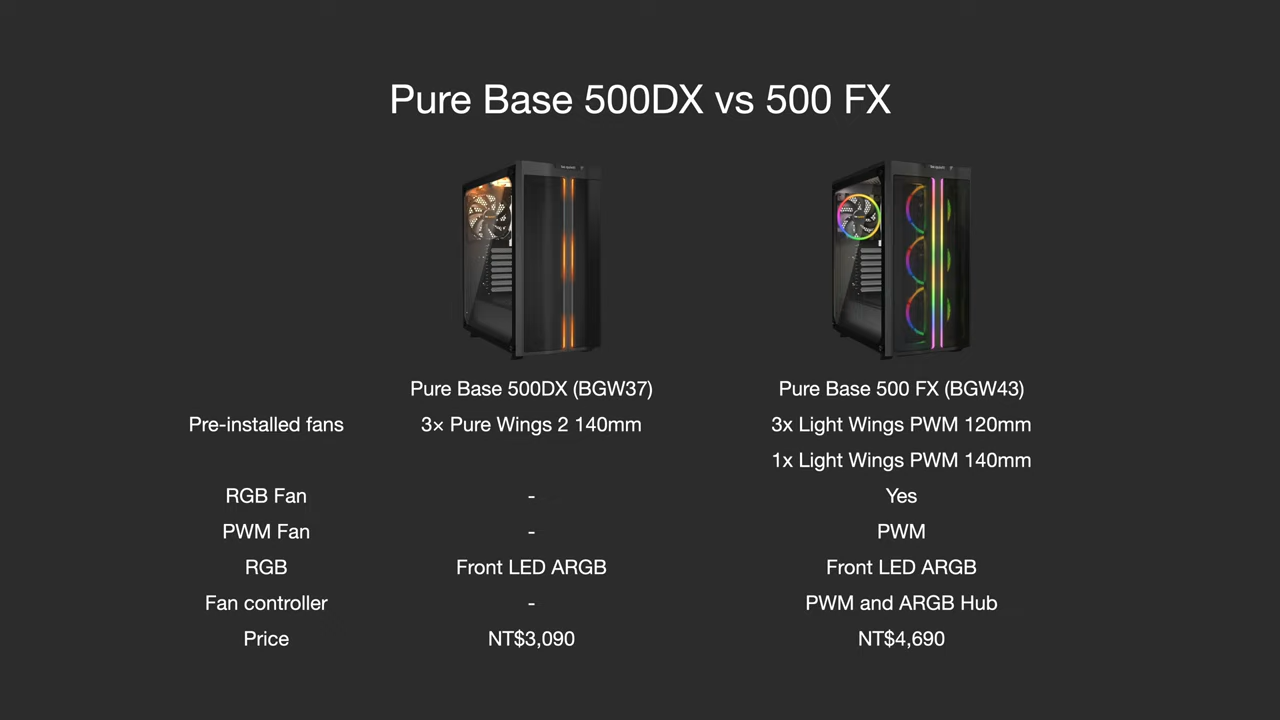 Pure Base 500DX vs 500 FX
Pure Base 500DX (BGW37) Pure Base 500 FX (BGW43)
Pre-installed fans 3× Pure Wings 2 140mm 3x Light Wings PWM 120mm
1x Light Wings PWM 140mm
RGB Fan - Yes
PWM Fan - PWM
RGB Front LED ARGB Front LED ARGB
Fan controller - PWM and ARGB Hub
Price NT$3,090 NT$4,690